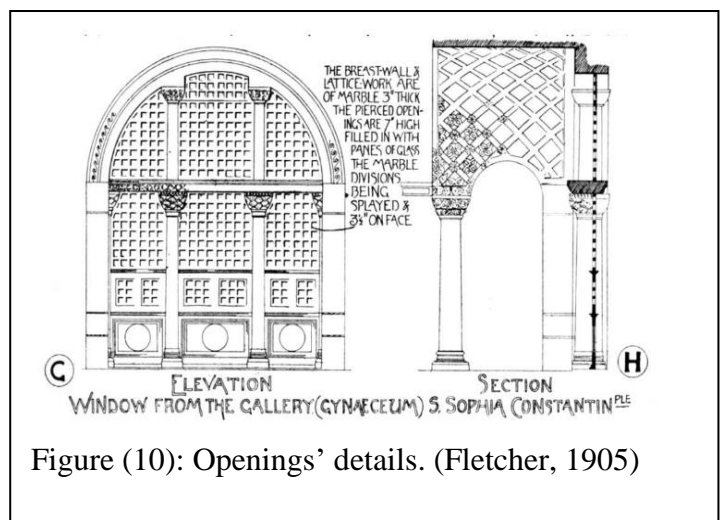 THE BREAST-WALL &
LATTICE-WORK ARE
OF MARBLE 3" THICK
THE PIERCED OPEN-
INGS ARE 7" HIGH
FILLED IN WITH
PANES OF GLASS
THE MARBLE
DIVISIONS
BEING
SPLAYED &
3½" ON FACE
G
ELEVATION
SECTION
H
WINDOW FROM THE GALLERY (GYNAECEUM) S. SOPHIA CONSTANTINPLE
Figure (10): Openings’ details. (Fletcher, 1905)